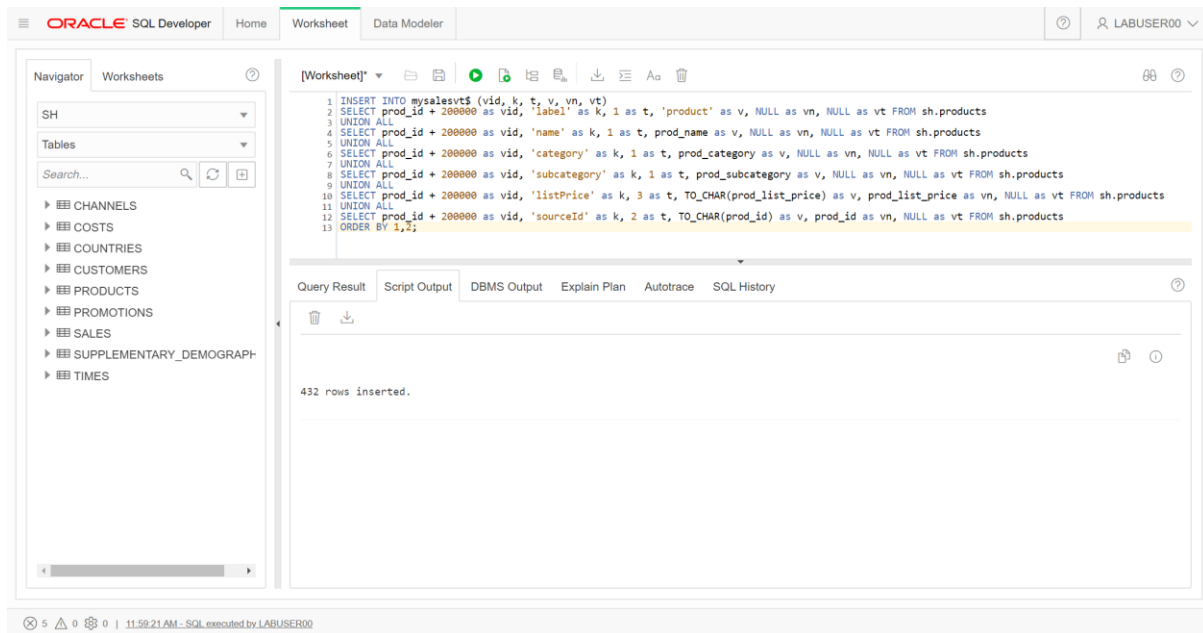 ORACLE SQL Developer
Home
Worksheet
Data Modeler
LABUSER00
Navigator
Worksheets
SH
Tables
Search...
CHANNELS
COSTS
COUNTRIES
CUSTOMERS
PRODUCTS
PROMOTIONS
SALES
SUPPLEMENTARY_DEMOGRAPH
TIMES
[Worksheet]*
Aa
1 INSERT INTO mysalesvt$ (vid, k, t, v, vn, vt)
2 SELECT prod_id + 200000 as vid, 'label' as k, 1 as t, 'product' as v, NULL as vn, NULL as vt FROM sh.products
3 UNION ALL
4 SELECT prod_id + 200000 as vid, 'name' as k, 1 as t, prod_name as v, NULL as vn, NULL as vt FROM sh.products
5 UNION ALL
6 SELECT prod_id + 200000 as vid, 'category' as k, 1 as t, prod_category as v, NULL as vn, NULL as vt FROM sh.products
7 UNION ALL
8 SELECT prod_id + 200000 as vid, 'subcategory' as k, 1 as t, prod_subcategory as v, NULL as vn, NULL as vt FROM sh.products
9 UNION ALL
10 SELECT prod_id + 200000 as vid, 'listPrice' as k, 3 as t, TO_CHAR(prod_list_price) as v, prod_list_price as vn, NULL as vt FROM sh.products
11 UNION ALL
12 SELECT prod_id + 200000 as vid, 'sourceId' as k, 2 as t, TO_CHAR(prod_id) as v, prod_id as vn, NULL as vt FROM sh.products
13 ORDER BY 1,2;
Query Result
Script Output
DBMS Output
Explain Plan
Autotrace
SQL History
432 rows inserted.
5 0 0 | 11:59:21 AM - SQL executed by LABUSER00